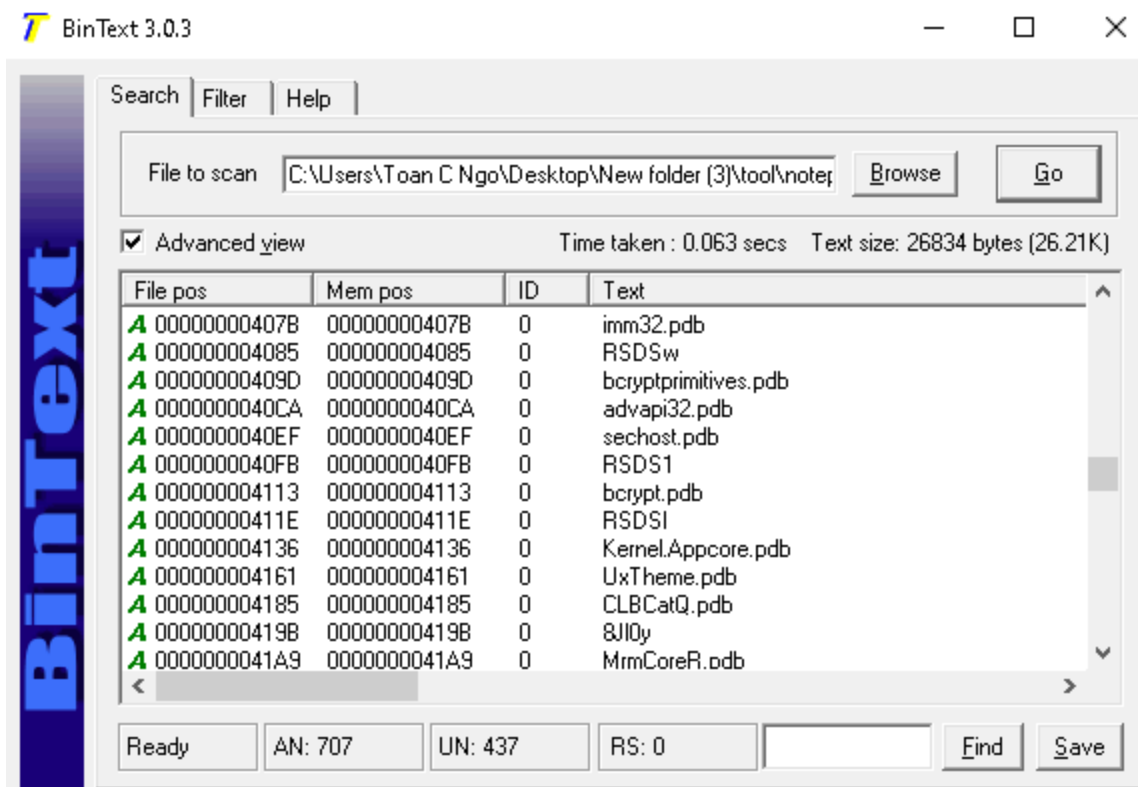 BinText 3.0.3
Search Filter Help
File to scan C:\Users\Toan C Ngo\Desktop\New folder (3)\tool\notep Browse Go
Advanced view Time taken : 0.063 secs Text size: 26834 bytes (26.21K)
File pos Mem pos ID Text
A 00000000407B 00000000407B 0 imm32.pdb
A 000000004085 000000004085 0 RSDSw
A 00000000409D 00000000409D 0 bcryptprimitives.pdb
A 0000000040CA 0000000040CA 0 advapi32.pdb
A 0000000040EF 0000000040EF 0 sechost.pdb
A 0000000040FB 0000000040FB 0 RSDS1
A 000000004113 000000004113 0 bcrypt.pdb
A 00000000411E 00000000411E 0 RSDSI
A 000000004136 000000004136 0 Kernel.Appcore.pdb
A 000000004161 000000004161 0 UxTheme.pdb
A 000000004185 000000004185 0 CLBCatQ.pdb
A 00000000419B 00000000419B 0 8JI0y
A 0000000041A9 0000000041A9 0 MrmCoreR.pdb
BinText
Ready AN: 707 UN: 437 RS: 0 Find Save